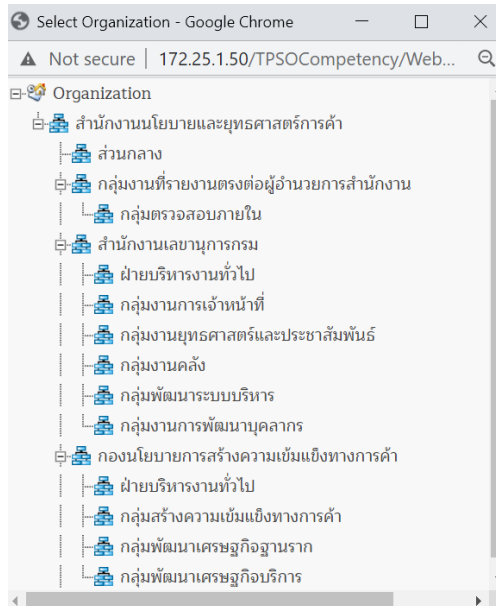 Select Organization - Google Chrome
Not secure | 172.25.1.50/TPSOCompetency/Web...
Organization
สำนักงานนโยบายและยุทธศาสตร์การค้า
ส่วนกลาง
กลุ่มงานที่รายงานตรงต่อผู้อำนวยการสำนักงาน
กลุ่มตรวจสอบภายใน
สำนักงานเลขานุการกรม
ฝ่ายบริหารงานทั่วไป
กลุ่มงานการเจ้าหน้าที่
กลุ่มงานยุทธศาสตร์และประชาสัมพันธ์
กลุ่มงานคลัง
กลุ่มพัฒนาระบบบริหาร
กลุ่มงานการพัฒนาบุคลากร
กองนโยบายการสร้างความเข้มแข็งทางการค้า
ฝ่ายบริหารงานทั่วไป
กลุ่มสร้างความเข้มแข็งทางการค้า
กลุ่มพัฒนาเศรษฐกิจฐานราก
กลุ่มพัฒนาเศรษฐกิจบริการ